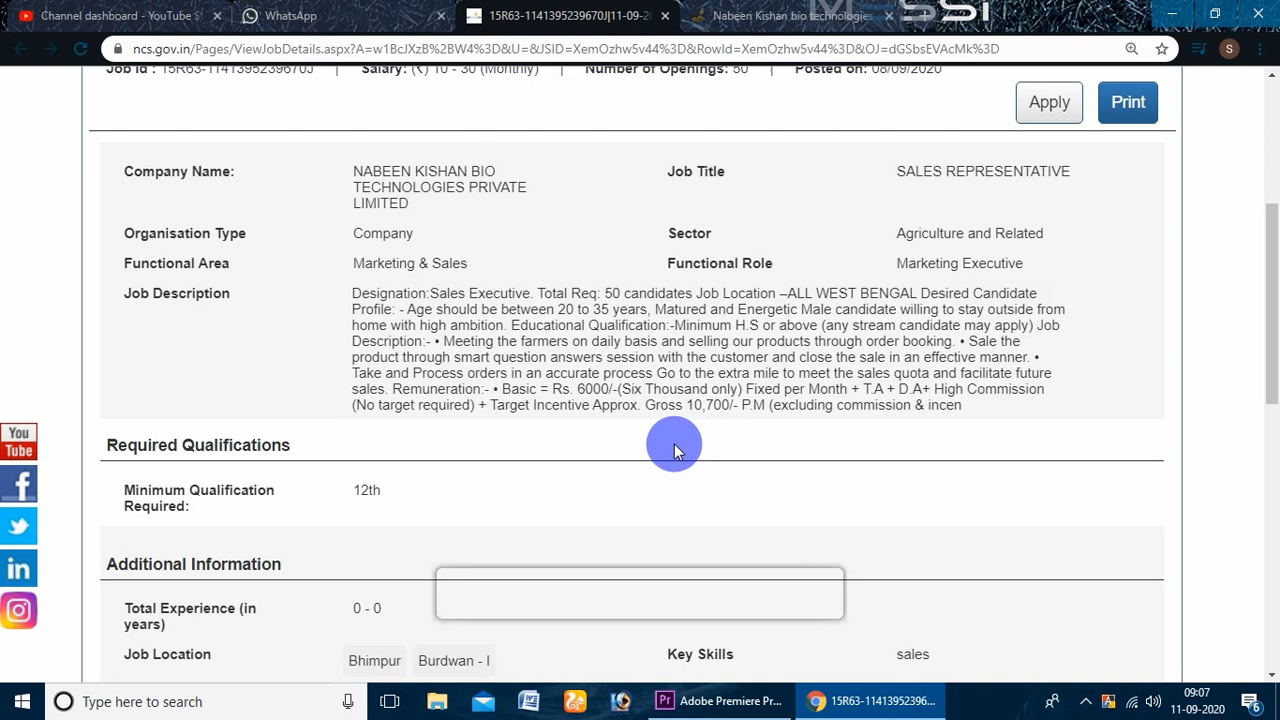 MESSI
Channel dashboard - YouTube S
WhatsApp
15R63-1141395239670J|11-09-2
Nabeen Kishan bio technologies
ncs.gov.in/Pages/ViewJobDetails.aspx?A=w1BcJXzB%2BW4%3D&U=&JSID=XemOzhw5v44%3D&RowId=XemOzhw5v44%3D&OJ=dGSbsEVAcMk%3D
S
Job Id : 15R63-1141395239670J | Salary: (₹) 10 - 30 (Monthly) | Number of Openings: 50 | Posted on: 08/09/2020
Apply Print
Company Name: NABEEN KISHAN BIO TECHNOLOGIES PRIVATE LIMITED
Job Title SALES REPRESENTATIVE
Organisation Type Company
Sector Agriculture and Related
Functional Area Marketing & Sales
Functional Role Marketing Executive
Job Description Designation:Sales Executive. Total Req: 50 candidates Job Location –ALL WEST BENGAL Desired Candidate
Profile: - Age should be between 20 to 35 years, Matured and Energetic Male candidate willing to stay outside from
home with high ambition. Educational Qualification:-Minimum H.S or above (any stream candidate may apply) Job
Description:- • Meeting the farmers on daily basis and selling our products through order booking. • Sale the
product through smart question answers session with the customer and close the sale in an effective manner. •
Take and Process orders in an accurate process Go to the extra mile to meet the sales quota and facilitate future
sales. Remuneration:- • Basic = Rs. 6000/-(Six Thousand only) Fixed per Month + T.A + D.A+ High Commission
(No target required) + Target Incentive Approx. Gross 10,700/- P.M (excluding commission & incen
Required Qualifications
Minimum Qualification Required: 12th
Additional Information
Total Experience (in years) 0 - 0
Job Location Bhimpur Burdwan - I
Key Skills sales
You
Tube
Type here to search
Adobe Premiere Pr...
15R63-11413952396...
09:07
11-09-2020
6